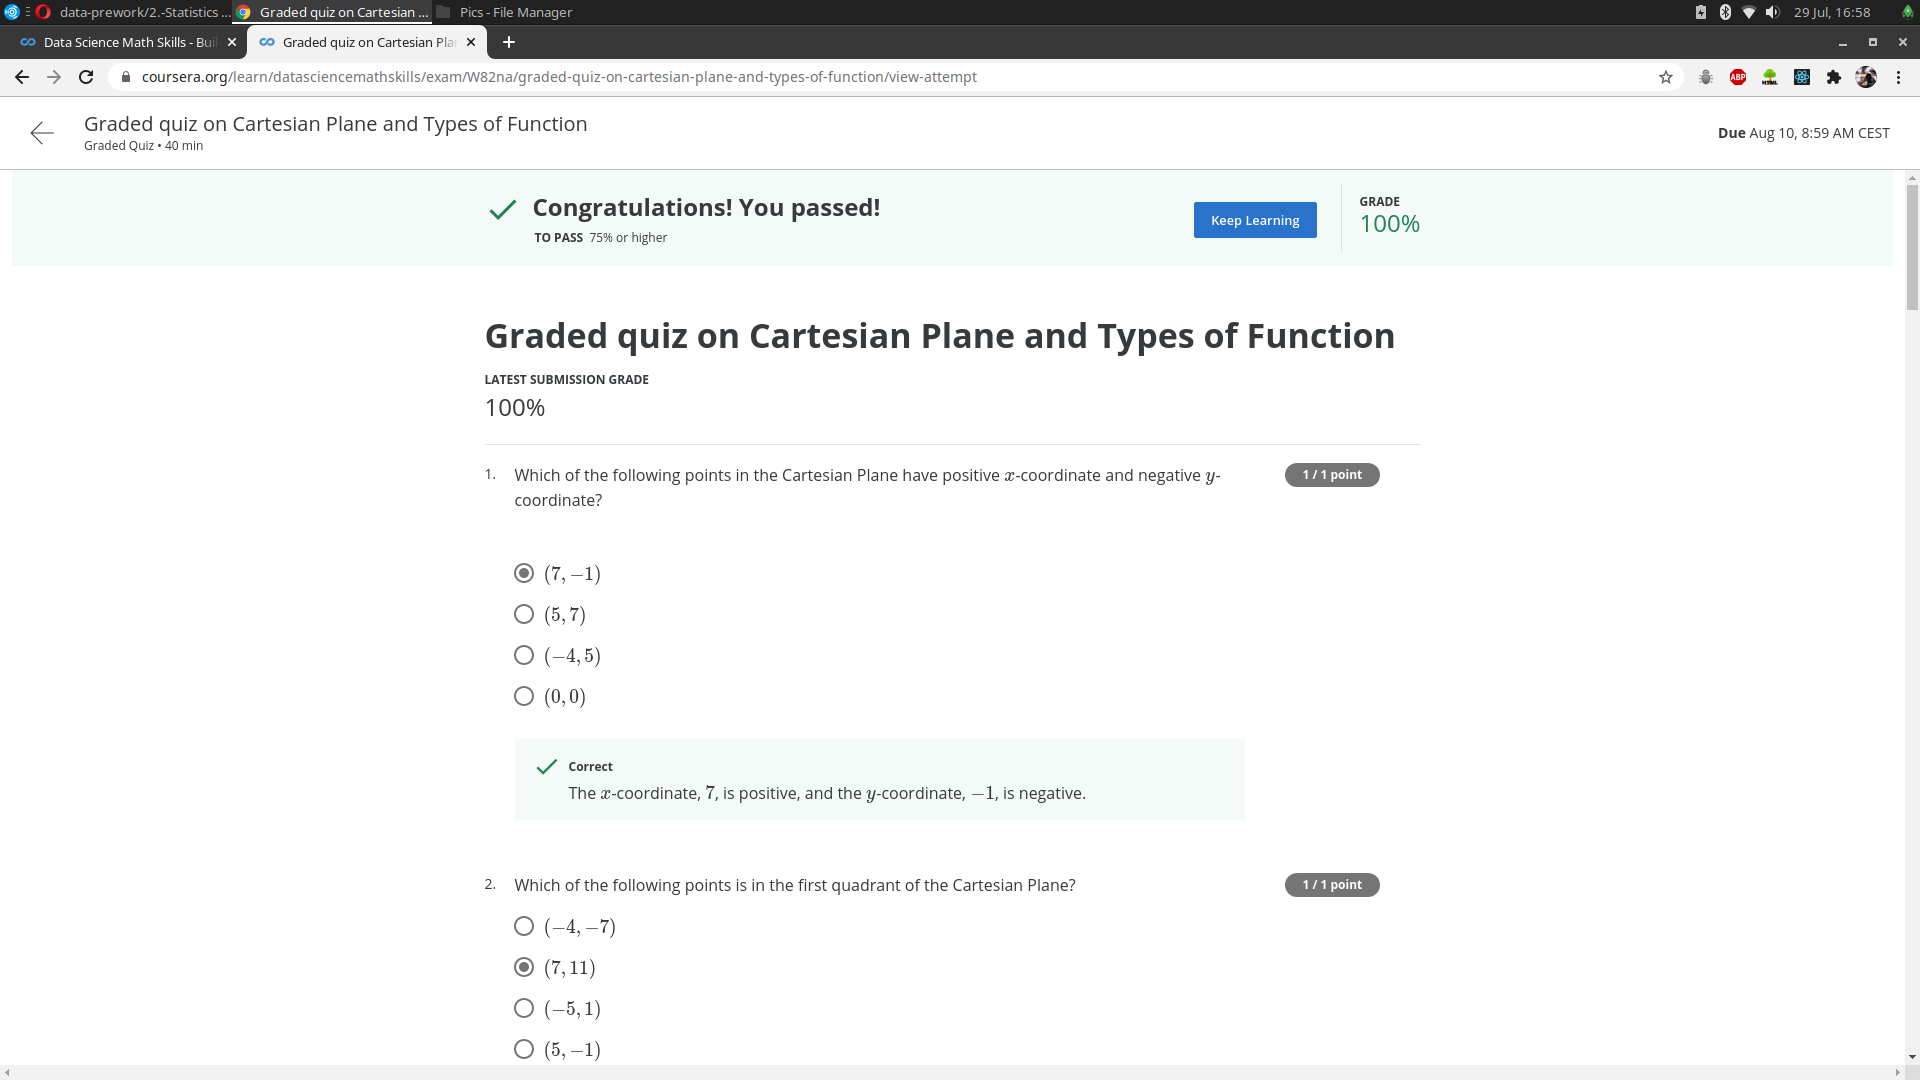 data-prework/2.-Statistics ...
Graded quiz on Cartesian ...
Pics - File Manager
29 Jul, 16:58
Data Science Math Skills - Bui
Graded quiz on Cartesian Pla
coursera.org/learn/datasciencemathskills/exam/W82na/graded-quiz-on-cartesian-plane-and-types-of-function/view-attempt
ABP
HTML
Graded quiz on Cartesian Plane and Types of Function
Graded Quiz • 40 min
Due Aug 10, 8:59 AM CEST
Congratulations! You passed!
TO PASS 75% or higher
Keep Learning
GRADE
100%
Graded quiz on Cartesian Plane and Types of Function
LATEST SUBMISSION GRADE
100%
1. Which of the following points in the Cartesian Plane have positive x-coordinate and negative y-
coordinate?
1 / 1 point
(7, −1)
(5, 7)
(−4, 5)
(0, 0)
Correct
The x-coordinate, 7, is positive, and the y-coordinate, −1, is negative.
2. Which of the following points is in the first quadrant of the Cartesian Plane?
1 / 1 point
(−4, −7)
(7, 11)
(−5, 1)
(5, −1)